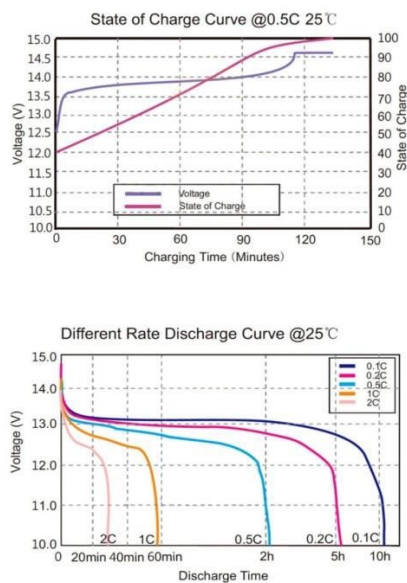 State of Charge Curve @0.5C 25℃
15.0
14.5
14.0
13.5
13.0
12.5
12.0
11.5
11.0
10.5
10.0
Voltage (V)
100
90
80
70
60
50
40
30
20
10
0
State of Charge
Voltage
State of Charge
0 30 60 90 120 150
Charging Time (Minutes)
Different Rate Discharge Curve @25℃
15.0
14.0
13.0
12.0
11.0
10.0
Voltage (V)
0.1C
0.2C
0.5C
1C
2C
2C 1C 0.5C 0.2C 0.1C
0 20min 40min 60min 2h 5h 10h
Discharge Time